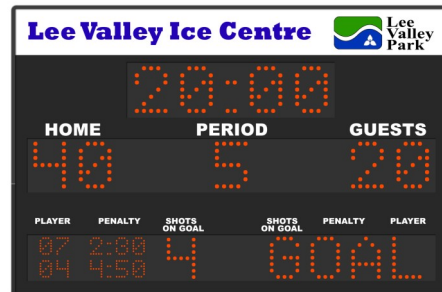 Lee Valley Ice Centre
Lee
Valley
Park
20:00
HOME PERIOD GUESTS
40 5 20
PLAYER PENALTY SHOTS ON GOAL SHOTS ON GOAL PENALTY PLAYER
07 2:30 4 GOAL
04 4:50